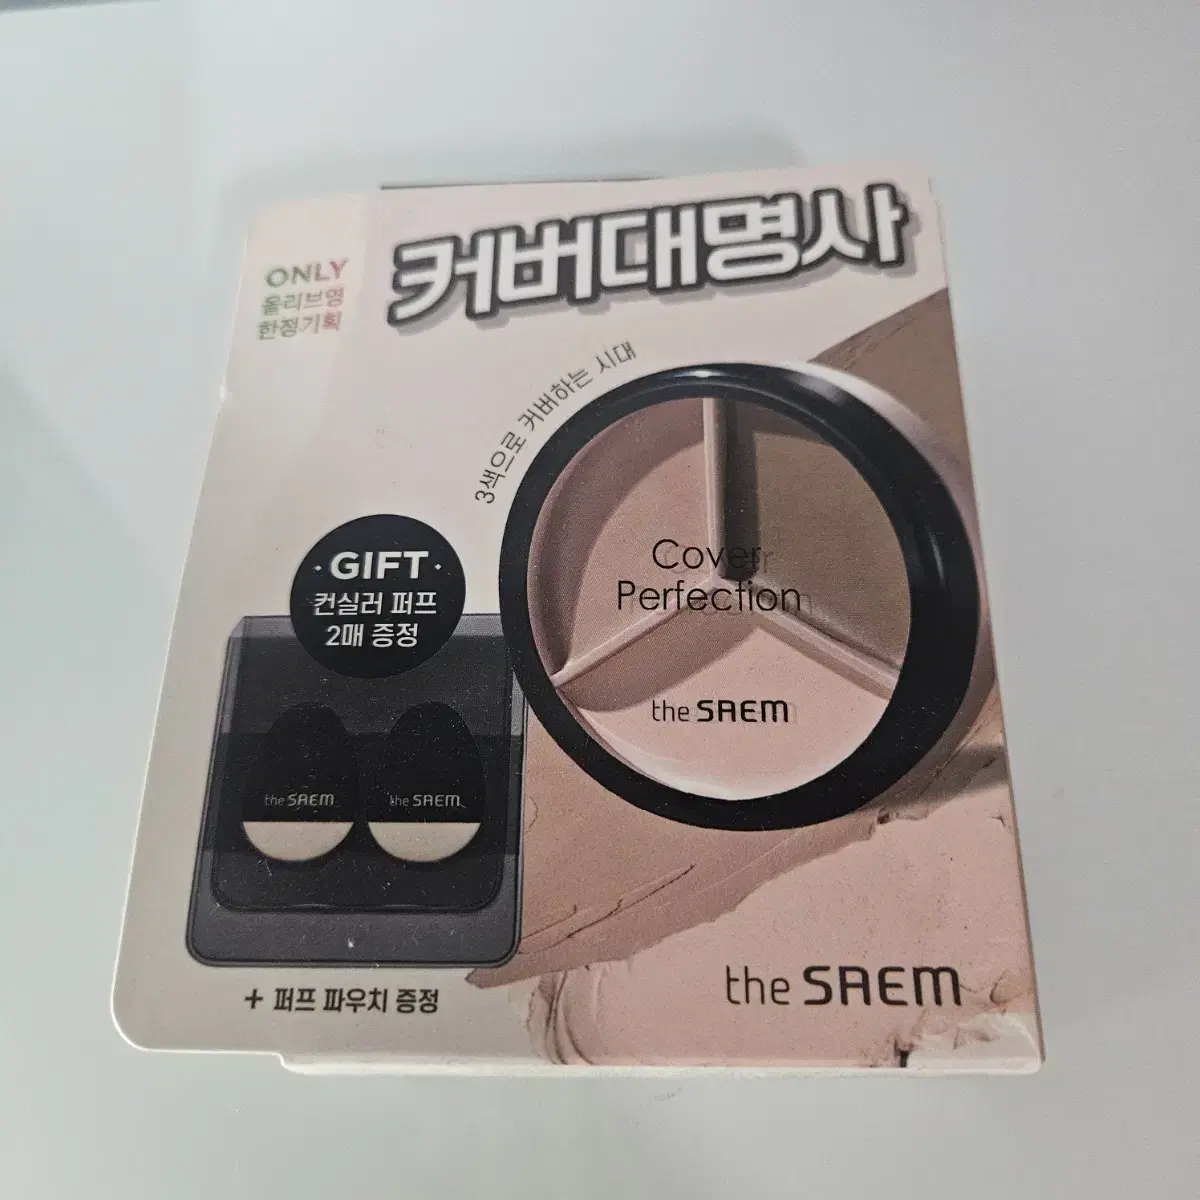 ONLY
올리브영
한정기획
커버대명사
3색으로 커버하는 시대
· GIFT ·
컨실러 퍼프
2매 증정
Cover
Perfection
the SAEM
the SAEM
the SAEM
+ 퍼프 파우치 증정
the SAEM